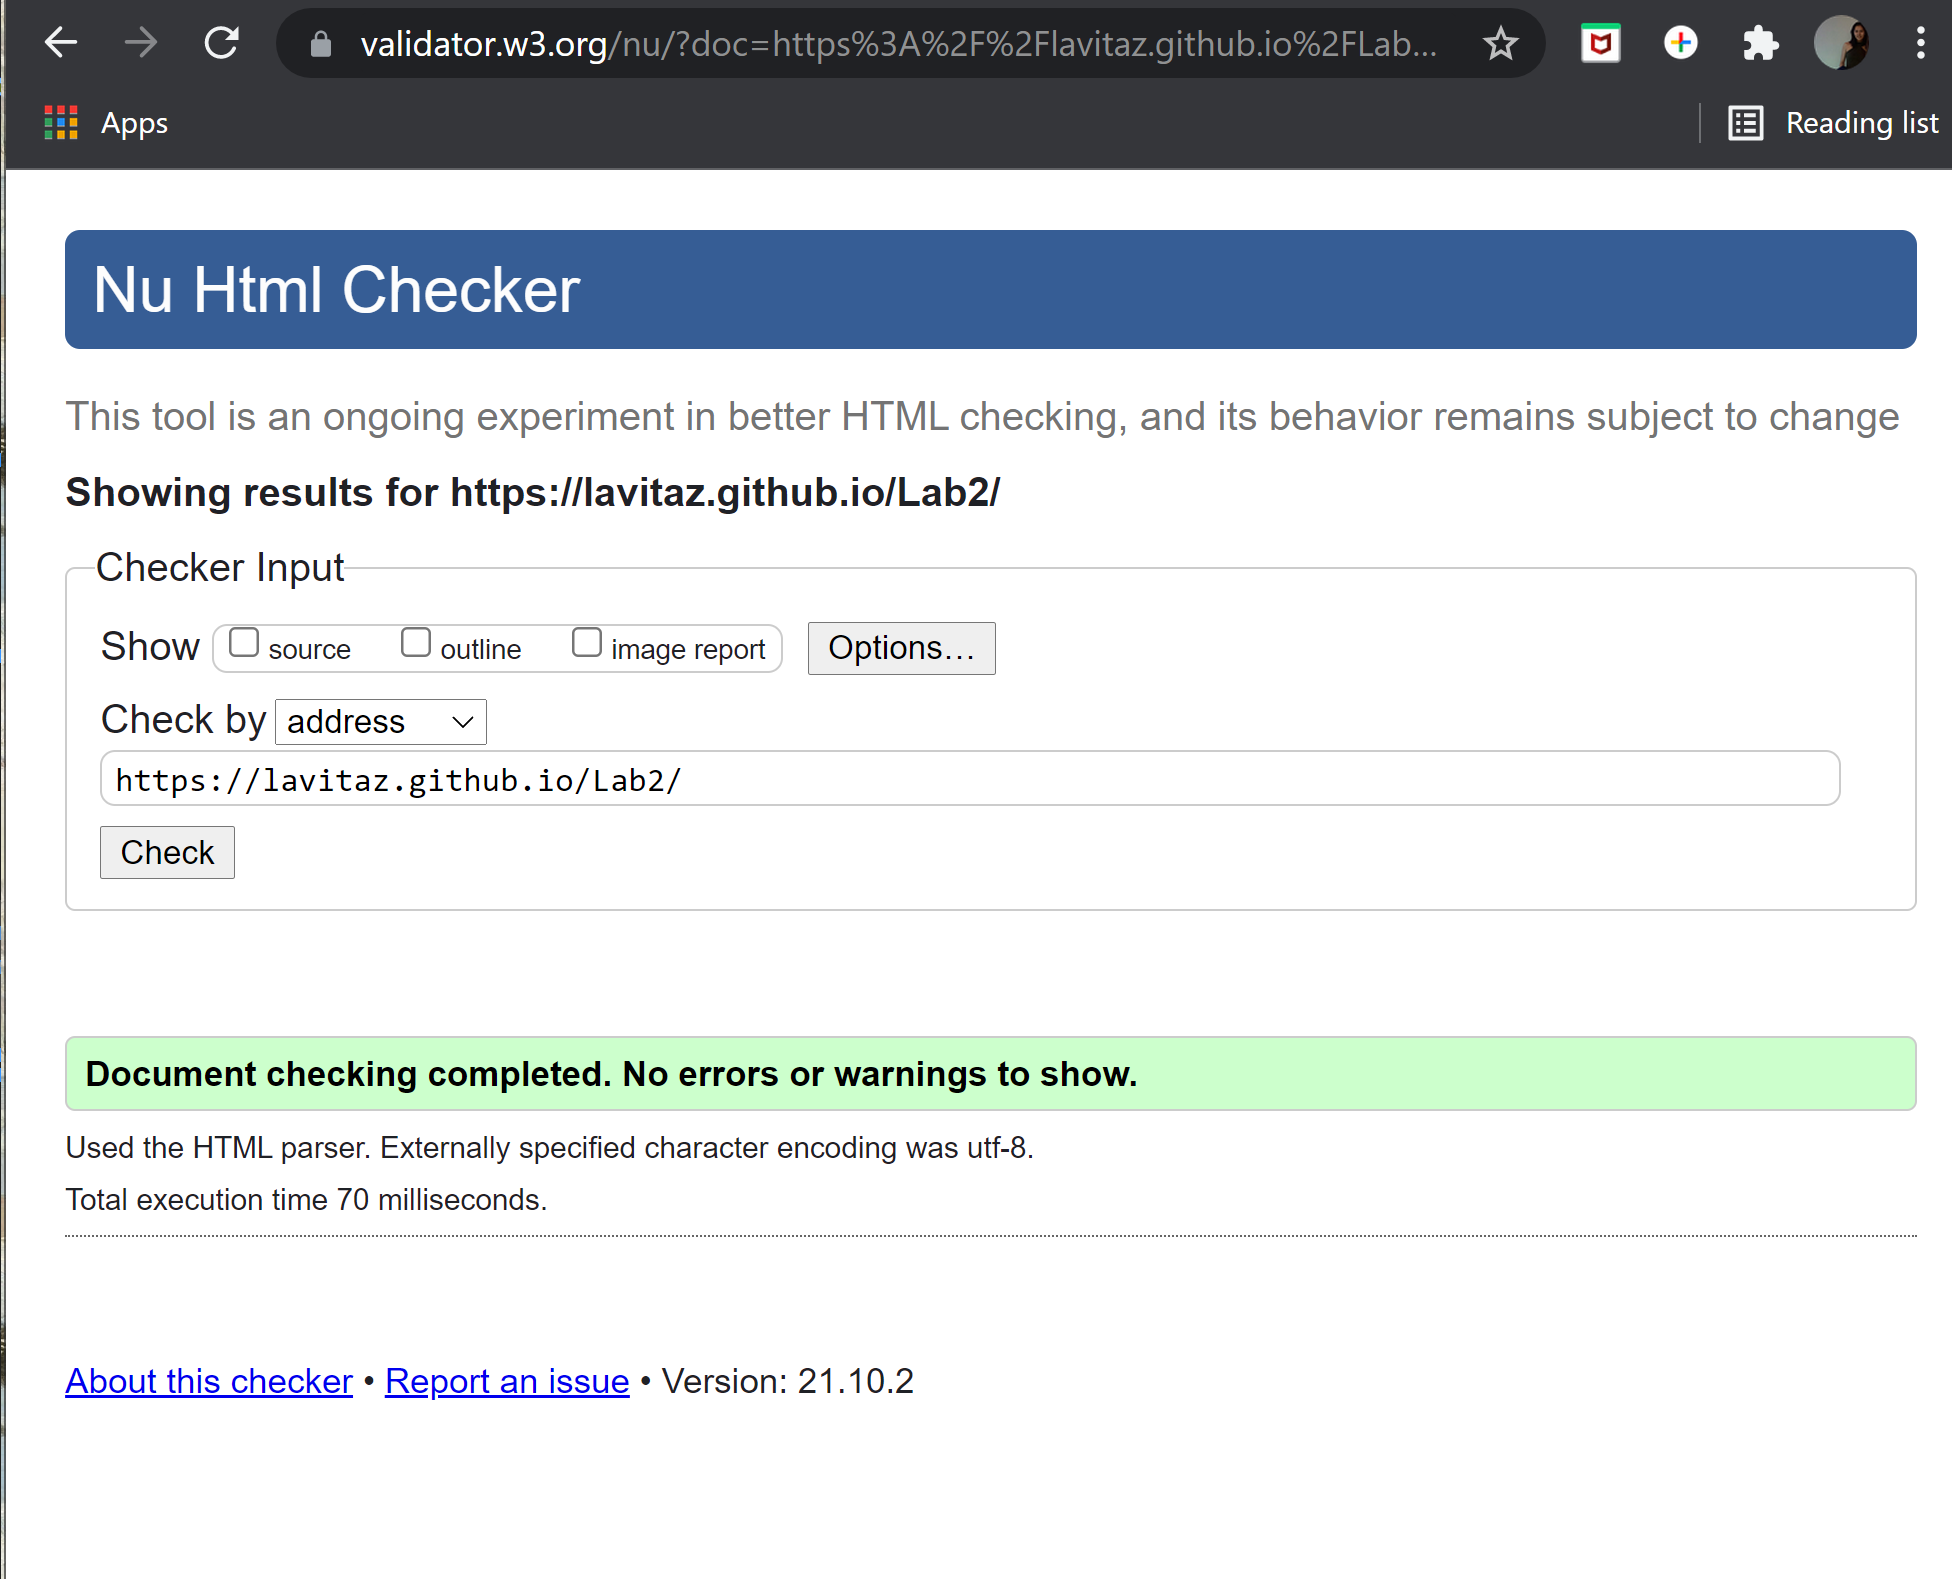 validator.w3.org/nu/?doc=https%3A%2F%2Flavitaz.github.io%2FLab...
Apps
Reading list
Nu Html Checker
This tool is an ongoing experiment in better HTML checking, and its behavior remains subject to change
Showing results for https://lavitaz.github.io/Lab2/
Checker Input
Show source outline image report Options...
Check by address
https://lavitaz.github.io/Lab2/
Check
Document checking completed. No errors or warnings to show.
Used the HTML parser. Externally specified character encoding was utf-8.
Total execution time 70 milliseconds.
About this checker • Report an issue • Version: 21.10.2